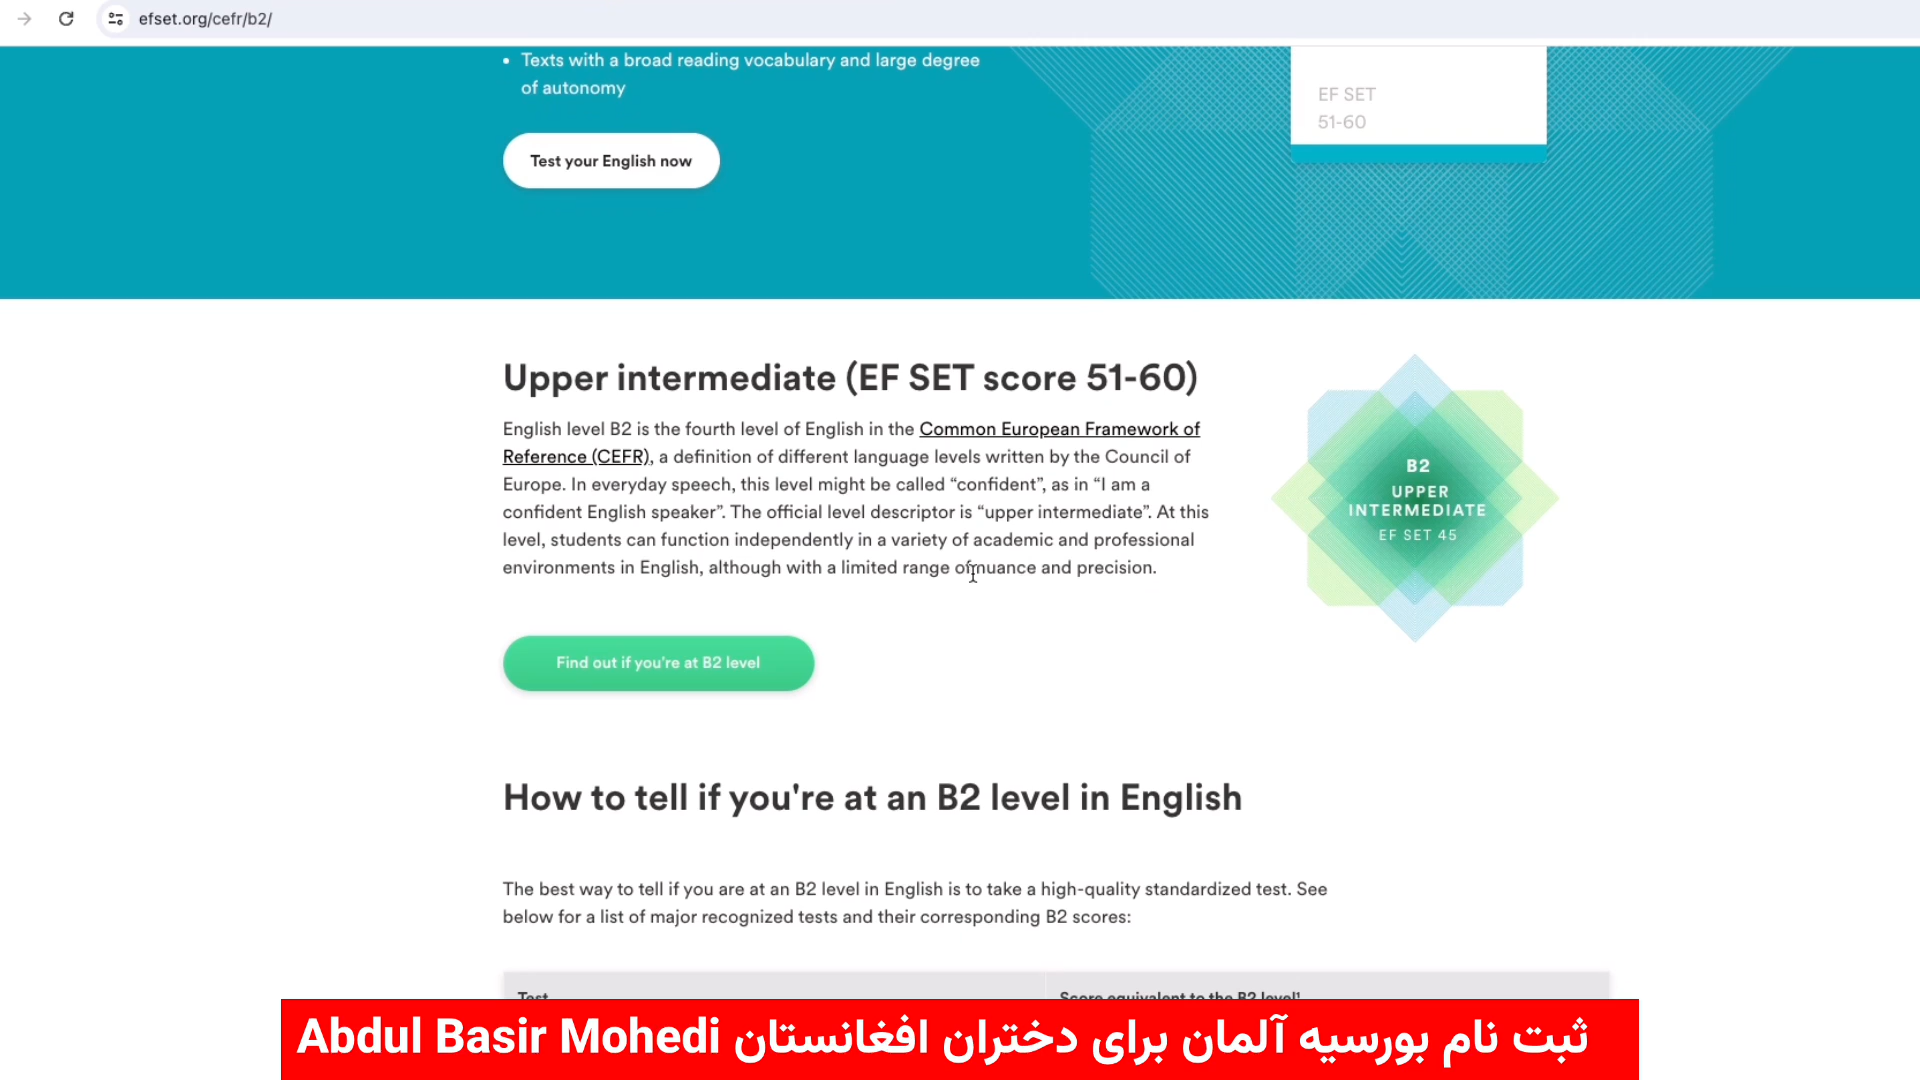 efset.org/cefr/b2/
• Texts with a broad reading vocabulary and large degree
of autonomy
Test your English now
EF SET
51-60
Upper intermediate (EF SET score 51-60)
English level B2 is the fourth level of English in the Common European Framework of
Reference (CEFR), a definition of different language levels written by the Council of
Europe. In everyday speech, this level might be called “confident”, as in “I am a
confident English speaker”. The official level descriptor is “upper intermediate”. At this
level, students can function independently in a variety of academic and professional
environments in English, although with a limited range of nuance and precision.
B2
UPPER
INTERMEDIATE
EF SET 45
Find out if you're at B2 level
How to tell if you're at an B2 level in English
The best way to tell if you are at an B2 level in English is to take a high-quality standardized test. See
below for a list of major recognized tests and their corresponding B2 scores:
Test
Score equivalent to the B2 level¹
ثبت نام بورسیه آلمان برای دختران افغانستان Abdul Basir Mohedi